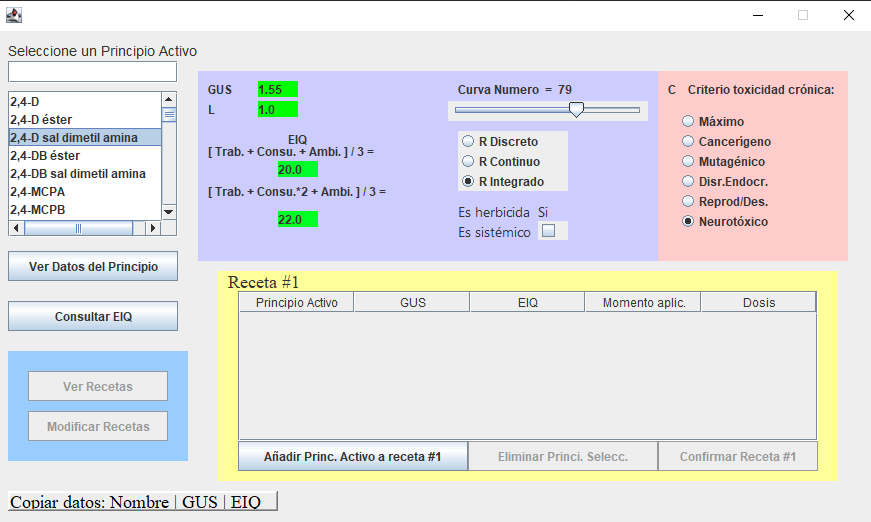 Seleccione un Principio Activo
2,4-D
2,4-D éster
2,4-D sal dimetil amina
2,4-DB éster
2,4-DB sal dimetil amina
2,4-MCPA
2,4-MCPB
Ver Datos del Principio
Consultar EIQ
Ver Recetas
Modificar Recetas
Copiar datos: Nombre | GUS | EIQ
GUS 1.55
L 1.0
EIQ
[ Trab. + Consu. + Ambi. ] / 3 =
20.0
[ Trab. + Consu.*2 + Ambi. ] / 3 =
22.0
Curva Numero = 79
R Discreto
R Continuo
R Integrado
Es herbicida Si
Es sistémico
C Criterio toxicidad crónica:
Máximo
Cancerígeno
Mutagénico
Disr.Endocr.
Reprod/Des.
Neurotóxico
Receta #1
Principio Activo GUS EIQ Momento aplic. Dosis
Añadir Princ. Activo a receta #1 Eliminar Princi. Selecc. Confirmar Receta #1